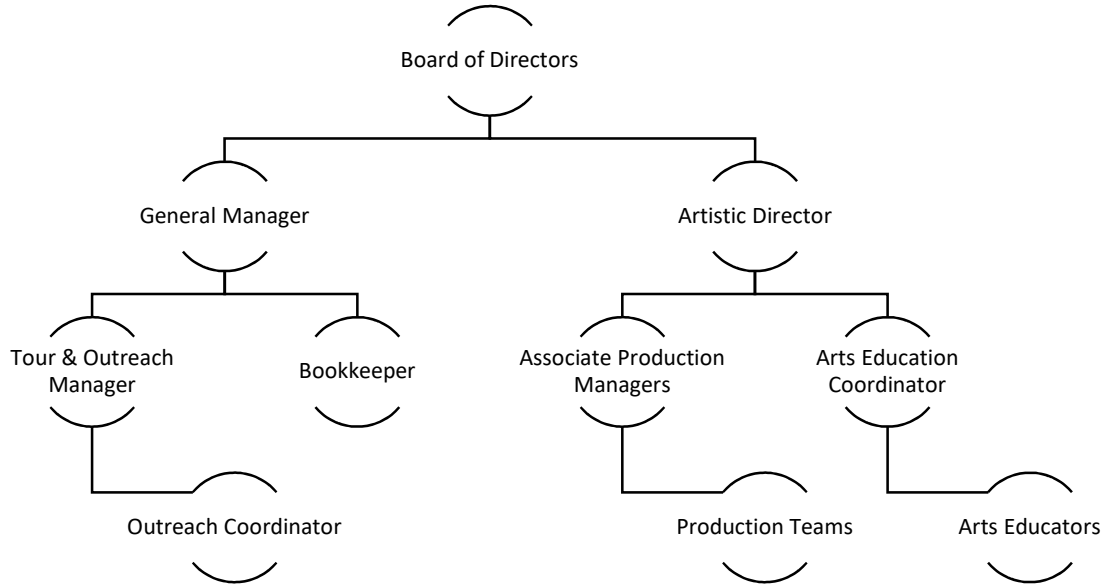 Board of Directors
General Manager
Artistic Director
Tour & Outreach
Manager
Bookkeeper
Associate Production
Managers
Arts Education
Coordinator
Outreach Coordinator
Production Teams
Arts Educators